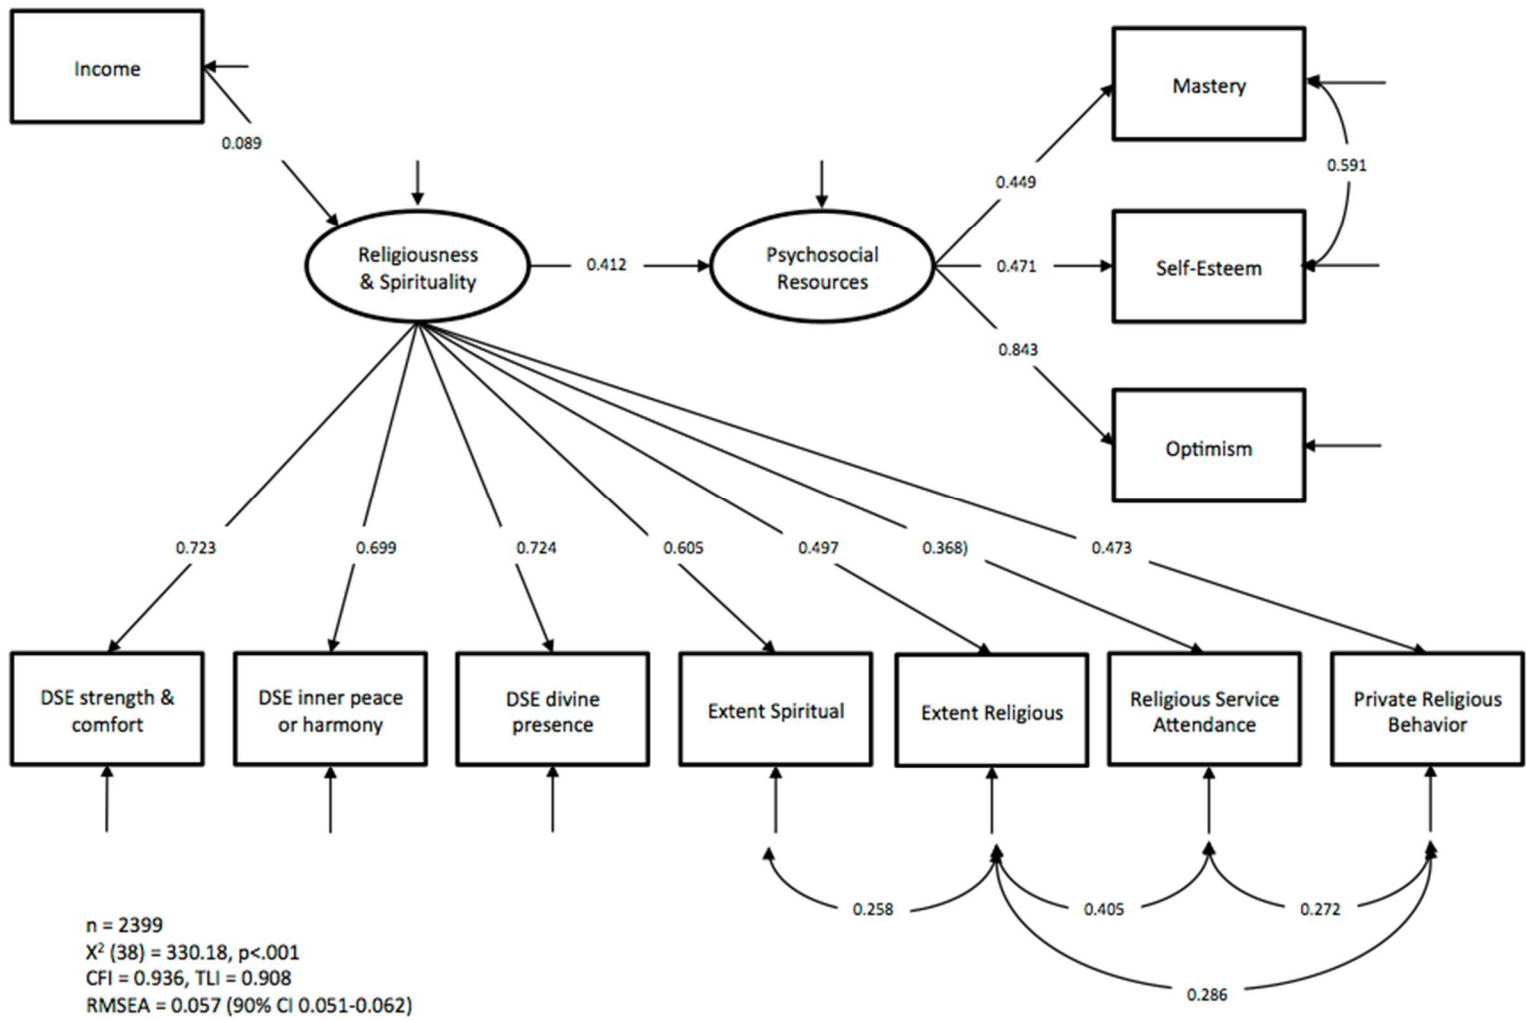 Income
Mastery
0.089
0.591
0.449
Religiousness
& Spirituality
0.412
Psychosocial
Resources
0.471
Self-Esteem
0.843
Optimism
0.723
0.699
0.724
0.605
0.497
0.368)
0.473
DSE strength &
comfort
DSE inner peace
or harmony
DSE divine
presence
Extent Spiritual
Extent Religious
Religious Service
Attendance
Private Religious
Behavior
0.258
0.405
0.272
0.286
n = 2399
X² (38) = 330.18, p<.001
CFI = 0.936, TLI = 0.908
RMSEA = 0.057 (90% CI 0.051-0.062)